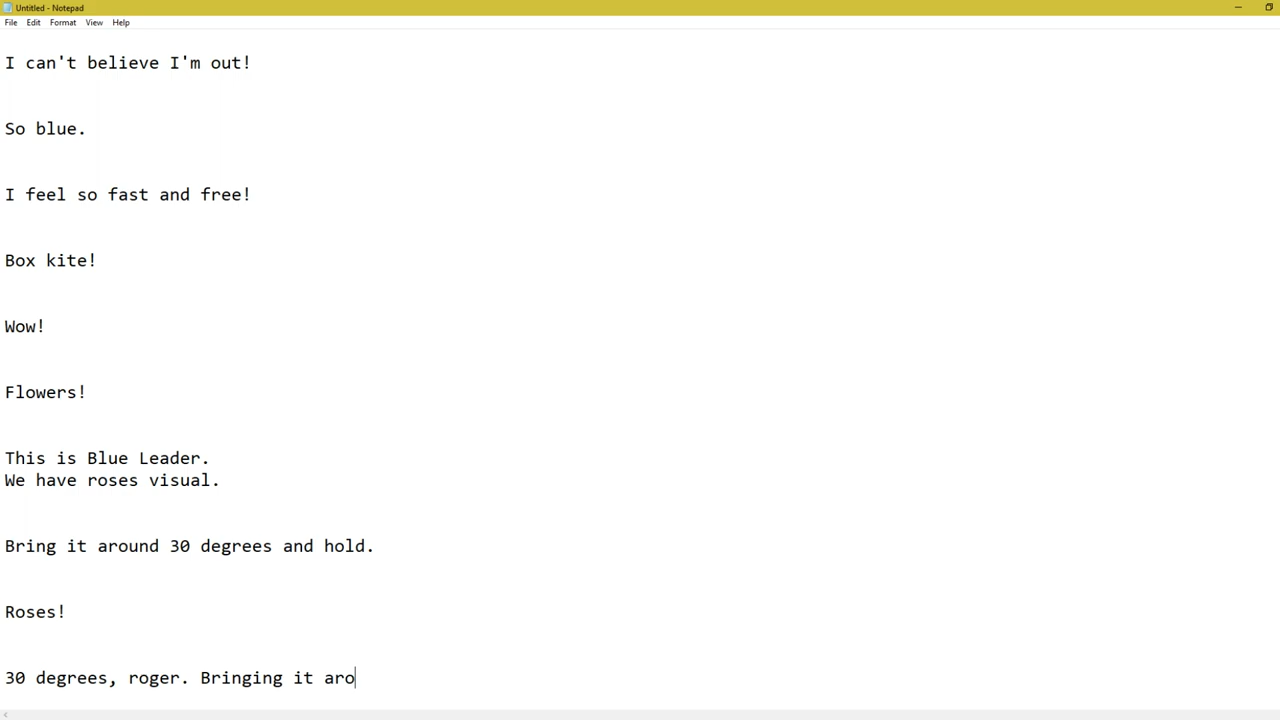 Untitled - Notepad
File Edit Format View Help
I can't believe I'm out!
So blue.
I feel so fast and free!
Box kite!
Wow!
Flowers!
This is Blue Leader.
We have roses visual.
Bring it around 30 degrees and hold.
Roses!
30 degrees, roger. Bringing it aro